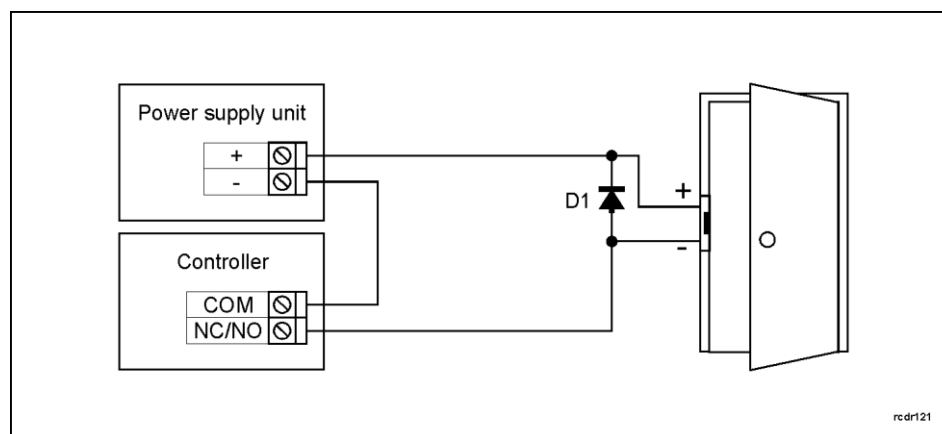 Power supply unit
+
-
Controller
COM
NC/NO
D1
+
-
rcdr121